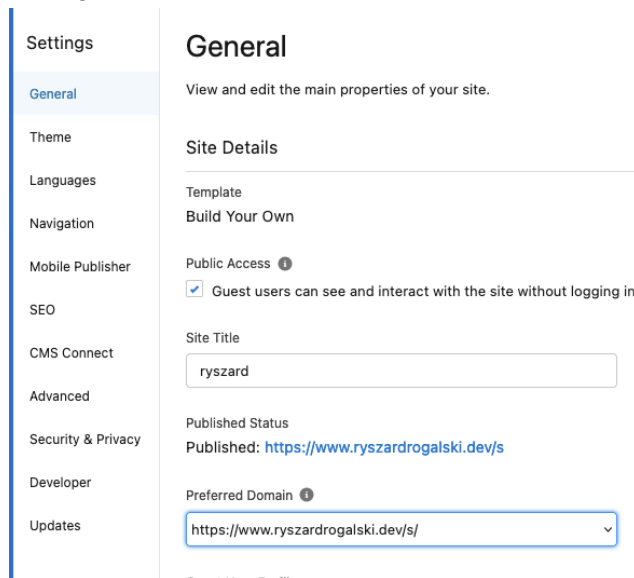 Settings
General
Theme
Languages
Navigation
Mobile Publisher
SEO
CMS Connect
Advanced
Security & Privacy
Developer
Updates
General
View and edit the main properties of your site.
Site Details
Template
Build Your Own
Public Access
Guest users can see and interact with the site without logging in
Site Title
ryszard
Published Status
Published: https://www.ryszardrogalski.dev/s
Preferred Domain
https://www.ryszardrogalski.dev/s/